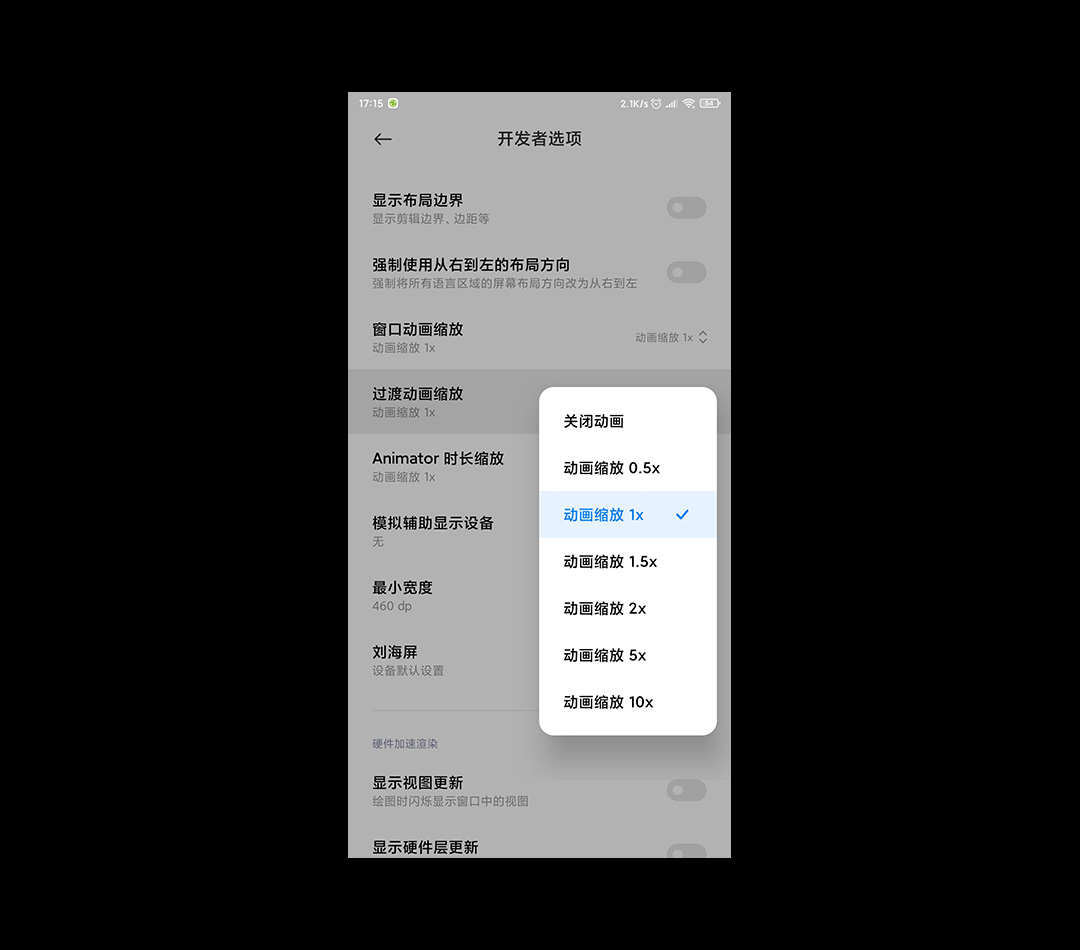 17:15
2.1K/s
54
开发者选项
显示布局边界
显示剪辑边界、边距等
强制使用从右到左的布局方向
强制将所有语言区域的屏幕布局方向改为从右到左
窗口动画缩放
动画缩放 1x
动画缩放 1x
过渡动画缩放
动画缩放 1x
关闭动画
动画缩放 0.5x
动画缩放 1x
动画缩放 1.5x
动画缩放 2x
动画缩放 5x
动画缩放 10x
Animator 时长缩放
动画缩放 1x
模拟辅助显示设备
无
最小宽度
460 dp
刘海屏
设备默认设置
硬件加速渲染
显示视图更新
绘图时闪烁显示窗口中的视图
显示硬件层更新